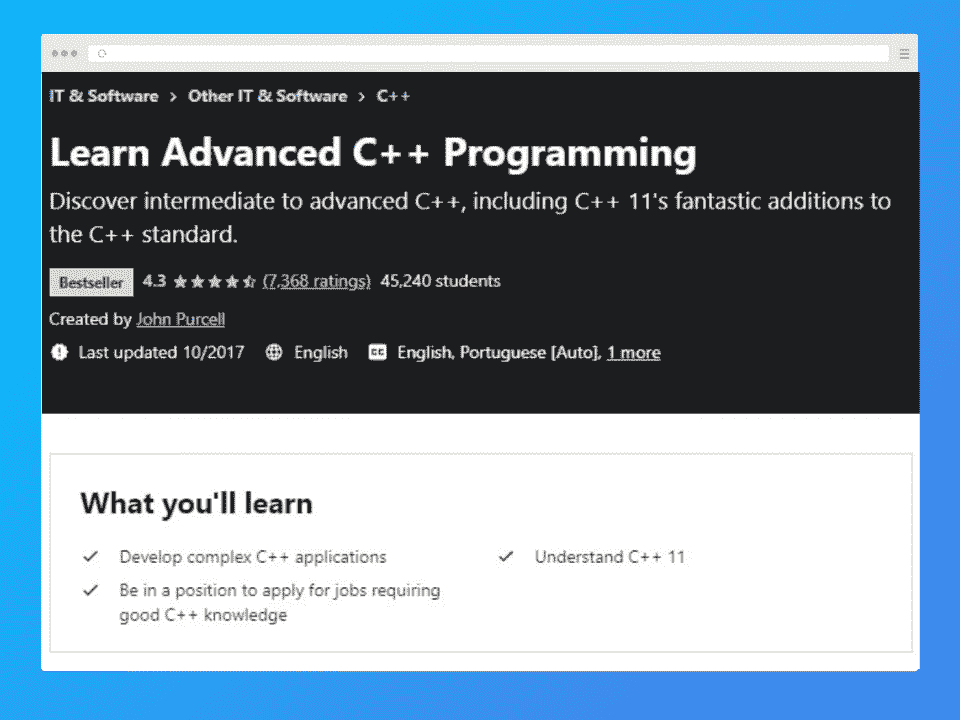 IT & Software > Other IT & Software > C++
Learn Advanced C++ Programming
Discover intermediate to advanced C++, including C++ 11's fantastic additions to
the C++ standard.
Bestseller 4.3 (7,368 ratings) 45,240 students
Created by John Purcell
Last updated 10/2017 English CC English, Portuguese [Auto], 1 more
What you'll learn
Develop complex C++ applications
Be in a position to apply for jobs requiring
good C++ knowledge
Understand C++ 11